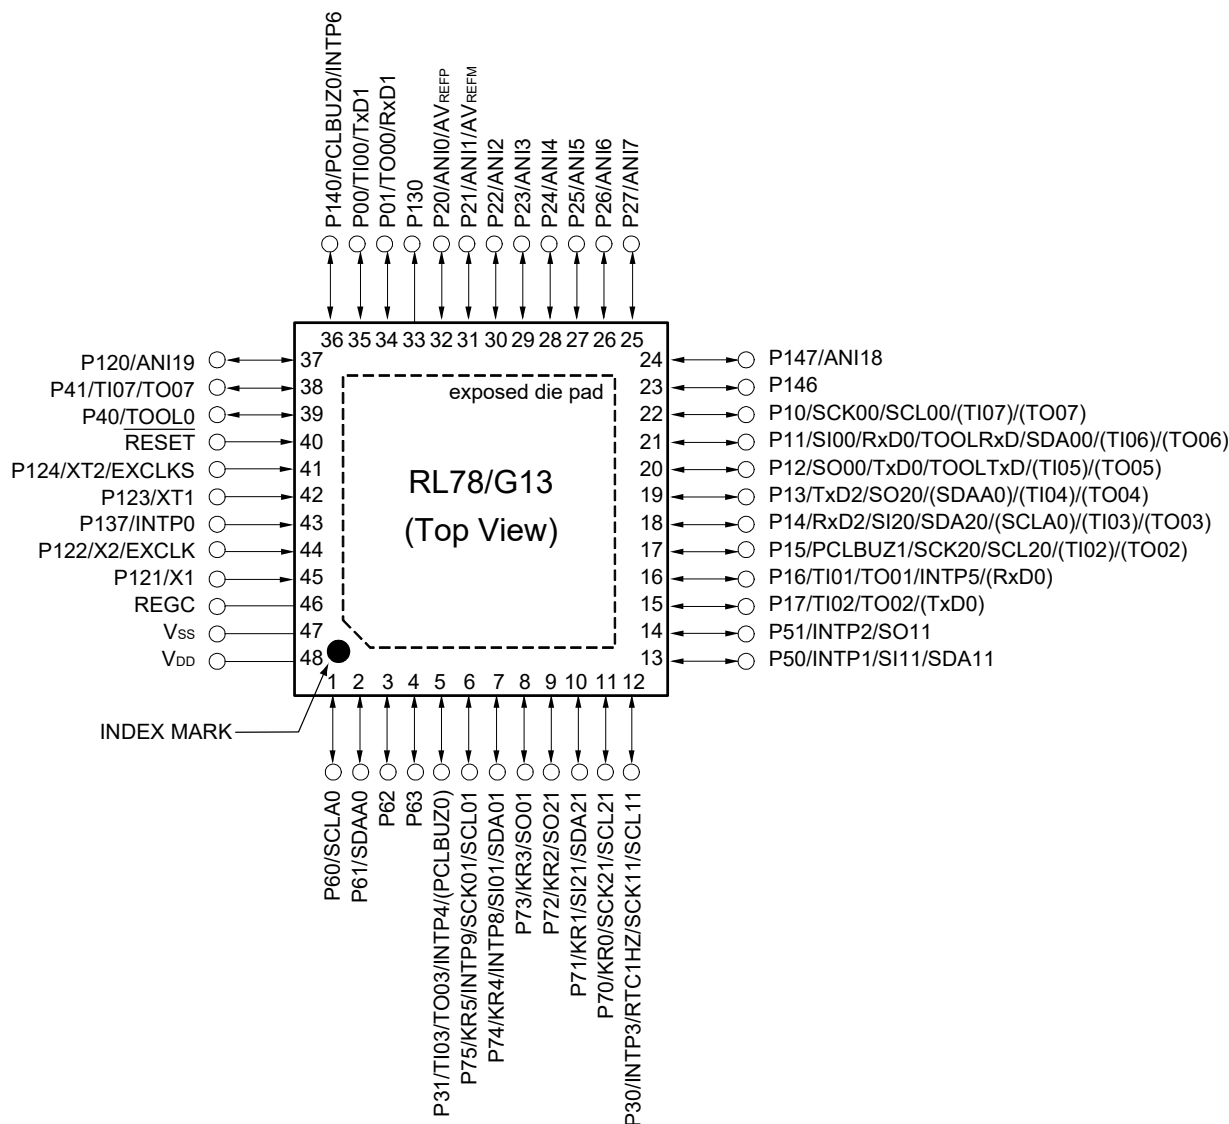 P140/PCLBUZ0/INTP6
P00/TI00/TxD1
P01/TO00/RxD1
P130
P20/ANI0/AVREFP
P21/ANI1/AVREFM
P22/ANI2
P23/ANI3
P24/ANI4
P25/ANI5
P26/ANI6
P27/ANI7
36 35 34 33 32 31 30 29 28 27 26 25
P120/ANI19 37
P41/TI07/TO07 38
P40/TOOL0 39
RESET 40
P124/XT2/EXCLKS 41
P123/XT1 42
P137/INTP0 43
P122/X2/EXCLK 44
P121/X1 45
REGC 46
VSS 47
VDD 48
exposed die pad
RL78/G13
(Top View)
24 P147/ANI18
23 P146
22 P10/SCK00/SCL00/(TI07)/(TO07)
21 P11/SI00/RxD0/TOOLRxD/SDA00/(TI06)/(TO06)
20 P12/SO00/TxD0/TOOLTxD/(TI05)/(TO05)
19 P13/TxD2/SO20/(SDAA0)/(TI04)/(TO04)
18 P14/RxD2/SI20/SDA20/(SCLA0)/(TI03)/(TO03)
17 P15/PCLBUZ1/SCK20/SCL20/(TI02)/(TO02)
16 P16/TI01/TO01/INTP5/(RxD0)
15 P17/TI02/TO02/(TxD0)
14 P51/INTP2/SO11
13 P50/INTP1/SI11/SDA11
1 2 3 4 5 6 7 8 9 10 11 12
INDEX MARK
P60/SCLA0
P61/SDAA0
P62
P63
P31/TI03/TO03/INTP4/(PCLBUZ0)
P75/KR5/INTP9/SCK01/SCL01
P74/KR4/INTP8/SI01/SDA01
P73/KR3/SO01
P72/KR2/SO21
P71/KR1/SI21/SDA21
P70/KR0/SCK21/SCL21
P30/INTP3/RTC1HZ/SCK11/SCL11